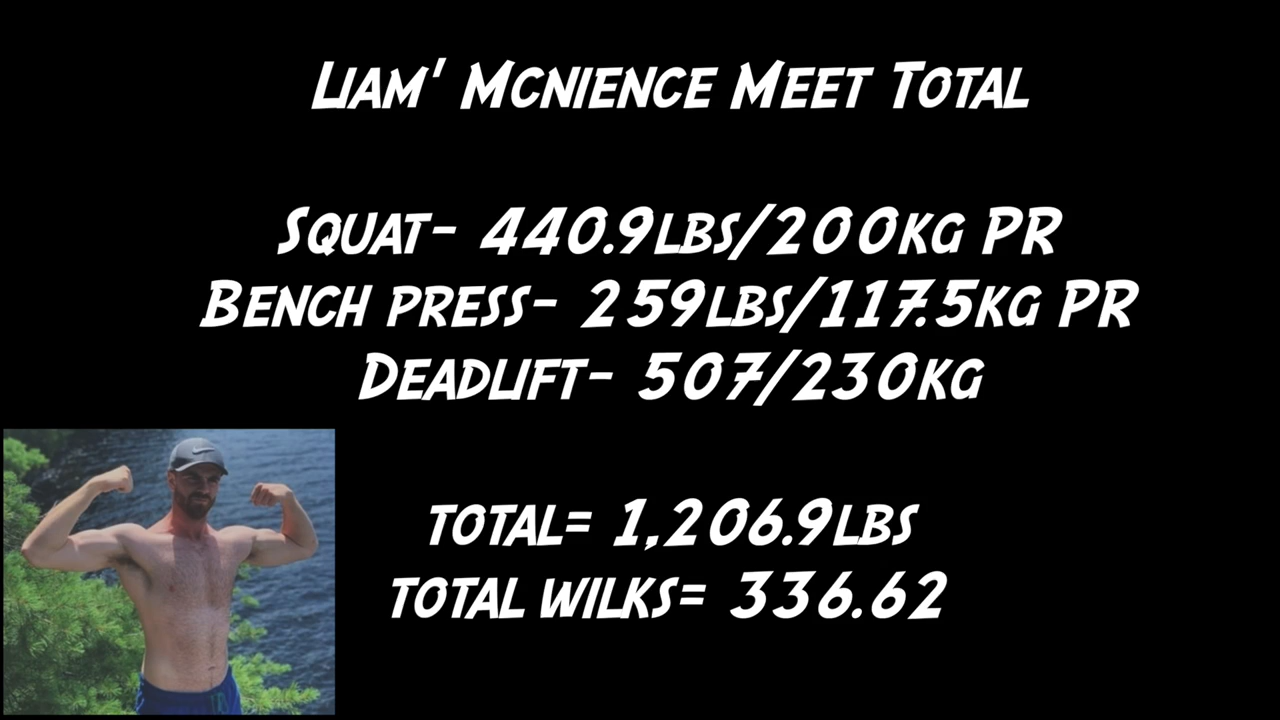 Liam' Mcnience Meet Total
Squat- 440.9lbs/200kg PR
Bench press- 259lbs/117.5kg PR
Deadlift- 507/230kg
total= 1,206.9lbs
total wilks= 336.62